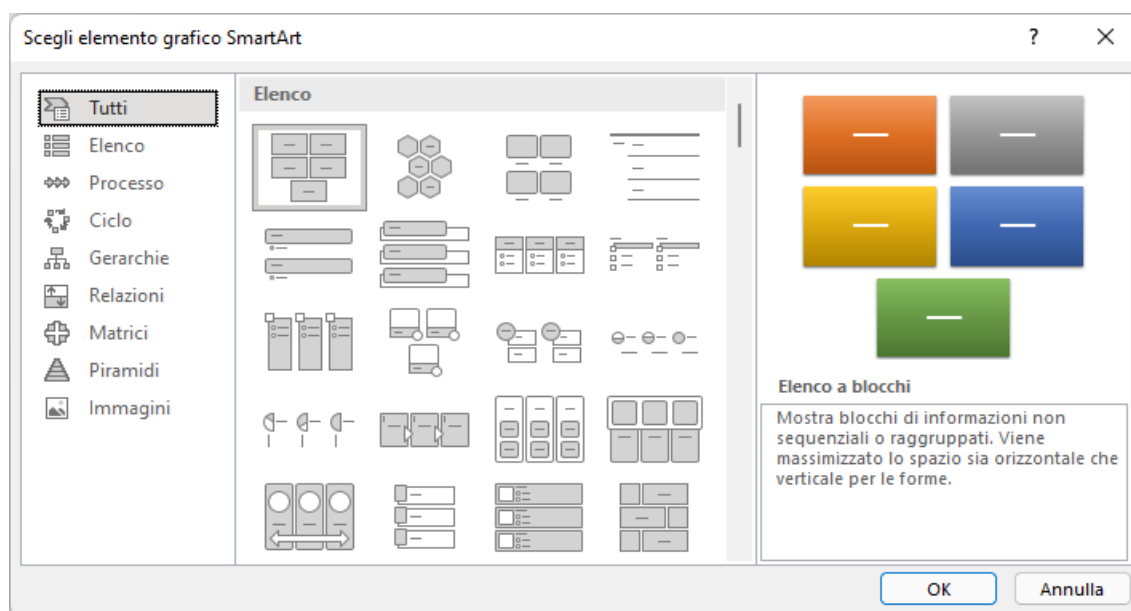 Scegli elemento grafico SmartArt
?
Tutti
Elenco
Processo
Ciclo
Gerarchie
Relazioni
Matrici
Piramidi
Immagini
Elenco
Elenco a blocchi
Mostra blocchi di informazioni non
sequenziali o raggruppati. Viene
massimizzato lo spazio sia orizzontale che
verticale per le forme.
OK
Annulla